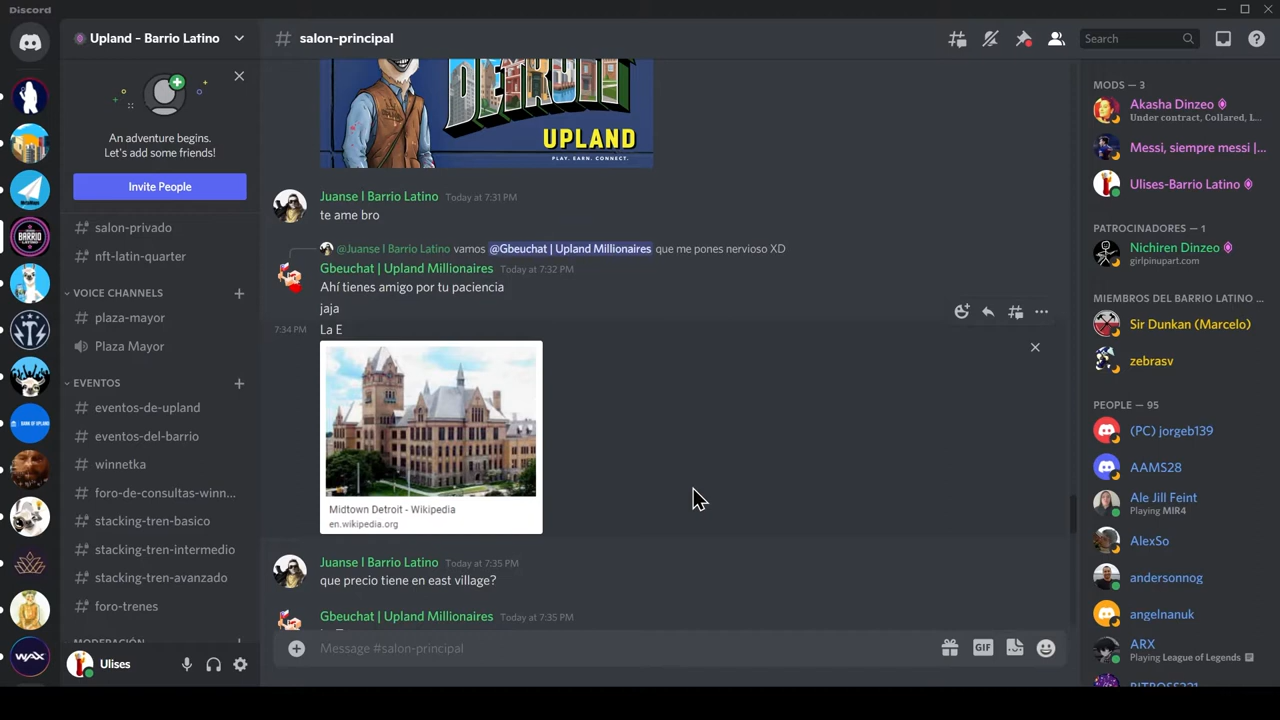 Discord
Upland - Barrio Latino
# salon-principal
Search
An adventure begins.
Let's add some friends!
Invite People
salon-privado
nft-latin-quarter
VOICE CHANNELS
plaza-mayor
Plaza Mayor
EVENTOS
eventos-de-upland
eventos-del-barrio
winnetka
foro-de-consultas-winn...
stacking-tren-basico
stacking-tren-intermedio
stacking-tren-avanzado
foro-trenes
MODERACIÓN
Ulises
BARRIO
BANK OF UPLAND
WAX
DETROIT
UPLAND
PLAY. EARN. CONNECT.
Juanse l Barrio Latino Today at 7:31 PM
te ame bro
@Juanse l Barrio Latino vamos @Gbeuchat | Upland Millionaires que me pones nervioso XD
Gbeuchat | Upland Millionaires Today at 7:32 PM
Ahí tienes amigo por tu paciencia
jaja
7:34 PM La E
Midtown Detroit - Wikipedia
en.wikipedia.org
Juanse l Barrio Latino Today at 7:35 PM
que precio tiene en east village?
Gbeuchat | Upland Millionaires Today at 7:35 PM
Message #salon-principal
GIF
MODS — 3
Akasha Dinzeo
Under contract, Collared, L...
Messi, siempre messi |...
Ulises-Barrio Latino
PATROCINADORES — 1
Nichiren Dinzeo
girlpinupart.com
MIEMBROS DEL BARRIO LATINO ...
Sir Dunkan (Marcelo)
zebrasv
PEOPLE — 95
(PC) jorgeb139
AAMS28
Ale Jill Feint
Playing MIR4
AlexSo
andersonnog
angelnanuk
ARX
Playing League of Legends